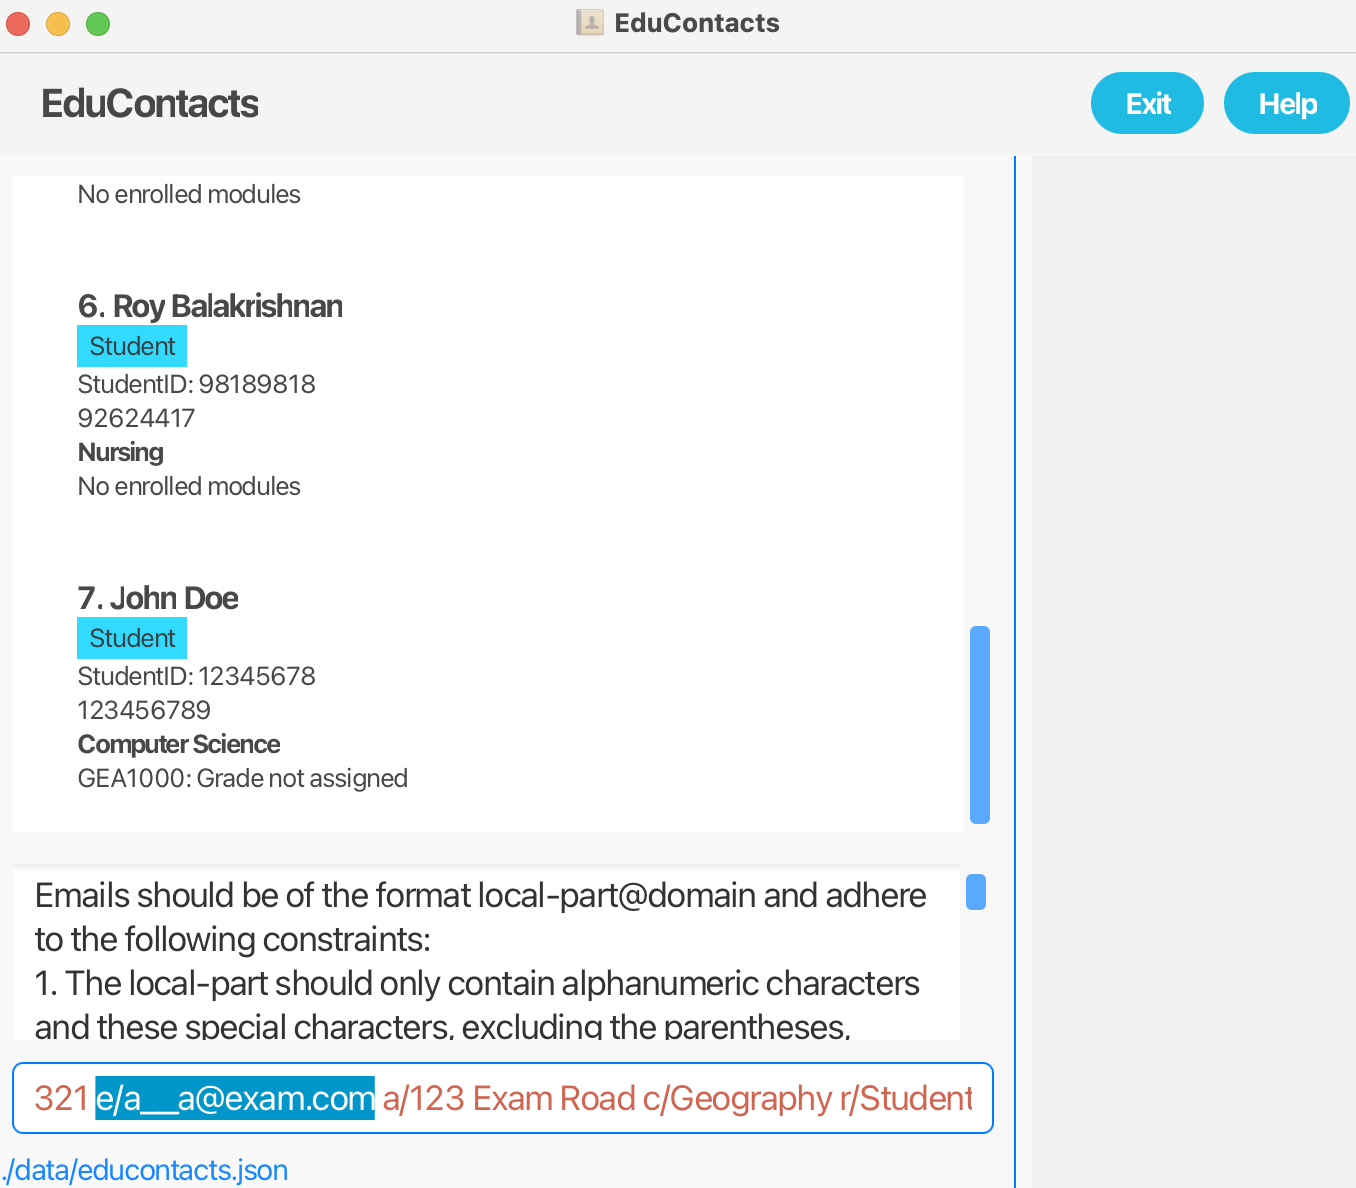 EduContacts
EduContacts
Exit
Help
No enrolled modules
6. Roy Balakrishnan
Student
StudentID: 98189818
92624417
Nursing
No enrolled modules
7. John Doe
Student
StudentID: 12345678
123456789
Computer Science
GEA1000: Grade not assigned
Emails should be of the format local-part@domain and adhere
to the following constraints:
1. The local-part should only contain alphanumeric characters
and these special characters, excluding the parentheses,
321 e/a__a@exam.com a/123 Exam Road c/Geography r/Student
./data/educontacts.json